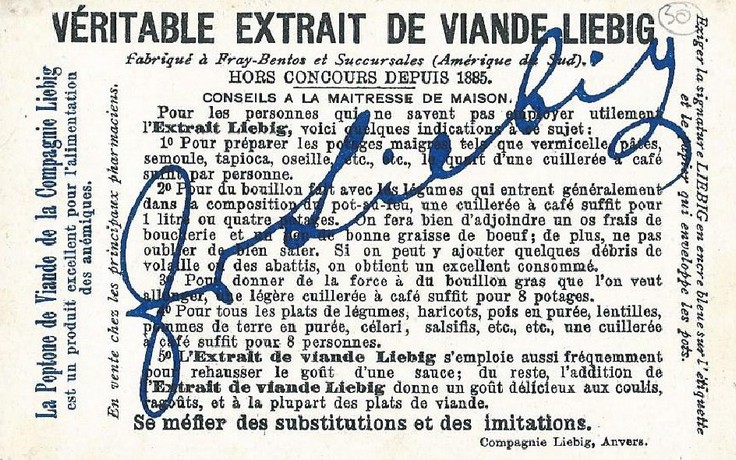 VÉRITABLE EXTRAIT DE VIANDE LIEBIG
fabriqué à Fray-Bentos et Succursales (Amérique du Sud).
HORS CONCOURS DEPUIS 1885.
CONSEILS A LA MAITRESSE DE MAISON.
Pour les personnes qui ne savent pas employer utilement
l'Extrait Liebig, voici quelques indications à ce sujet:
1º Pour préparer les potages maigres tels que vermicelle, pâtes,
semoule, tapioca, oseille, etc., etc., le quart d'une cuillerée à café
suffit par personne.
2º Pour du bouillon fait avec les légumes qui entrent généralement
dans la composition du pot-au-feu, une cuillerée à café suffit pour
1 litre ou quatre potages. On fera bien d'adjoindre un os frais de
boucherie et un peu de bonne graisse de boeuf; de plus, ne pas
oublier de bien saler. Si on peut y ajouter quelques débris de
volaille ou des abattis, on obtient un excellent consommé.
3º Pour donner de la force à du bouillon gras que l'on veut
allonger, une légère cuillerée à café suffit pour 8 potages.
4º Pour tous les plats de légumes, haricots, pois en purée, lentilles,
pommes de terre en purée, céleri, salsifis, etc., etc., une cuillerée
à café suffit pour 8 personnes.
5º L'Extrait de viande Liebig s'emploie aussi fréquemment
pour rehausser le goût d'une sauce; du reste, l'addition de
l'Extrait de viande Liebig donne un goût délicieux aux coulis,
ragoûts, et à la plupart des plats de viande.
Se méfier des substitutions et des imitations.
Compagnie Liebig, Anvers.
La Peptone de Viande de la Compagnie Liebig
est un produit excellent pour l'alimentation
des anémiques.
En vente chez les principaux pharmaciens.
Exiger la signature LIEBIG en encre bleue sur l'étiquette
et le papier qui enveloppe les pots.
J v Liebig
30